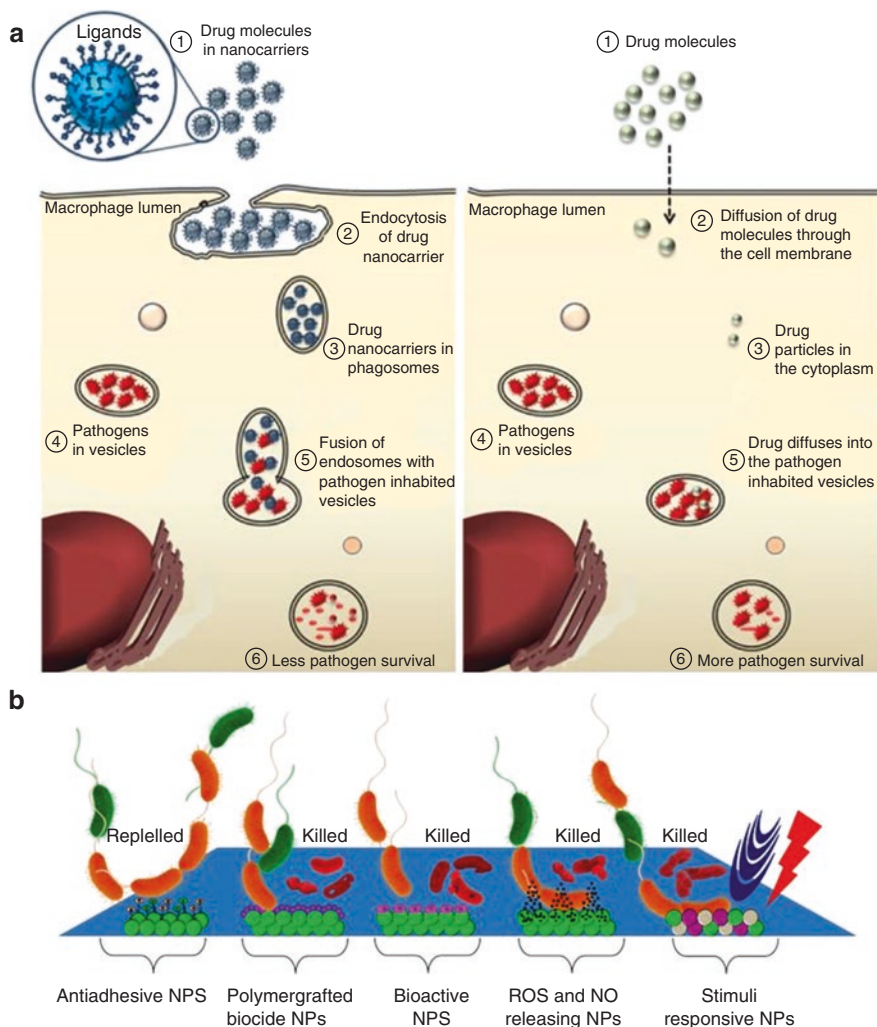 a
Ligands
1 Drug molecules
in nanocarriers
Macrophage lumen
2 Endocytosis
of drug
nanocarrier
3 Drug
nanocarriers in
phagosomes
4 Pathogens
in vesicles
5 Fusion of
endosomes with
pathogen inhabited
vesicles
6 Less pathogen survival
1 Drug molecules
Macrophage lumen
2 Diffusion of drug
molecules through
the cell membrane
3 Drug
particles in
the cytoplasm
4 Pathogens
in vesicles
5 Drug diffuses into
the pathogen
inhabited vesicles
6 More pathogen survival
b
Replelled
Killed
Killed
Killed
Killed
Antiadhesive NPS
Polymergrafted
biocide NPs
Bioactive
NPS
ROS and NO
releasing NPs
Stimuli
responsive NPs